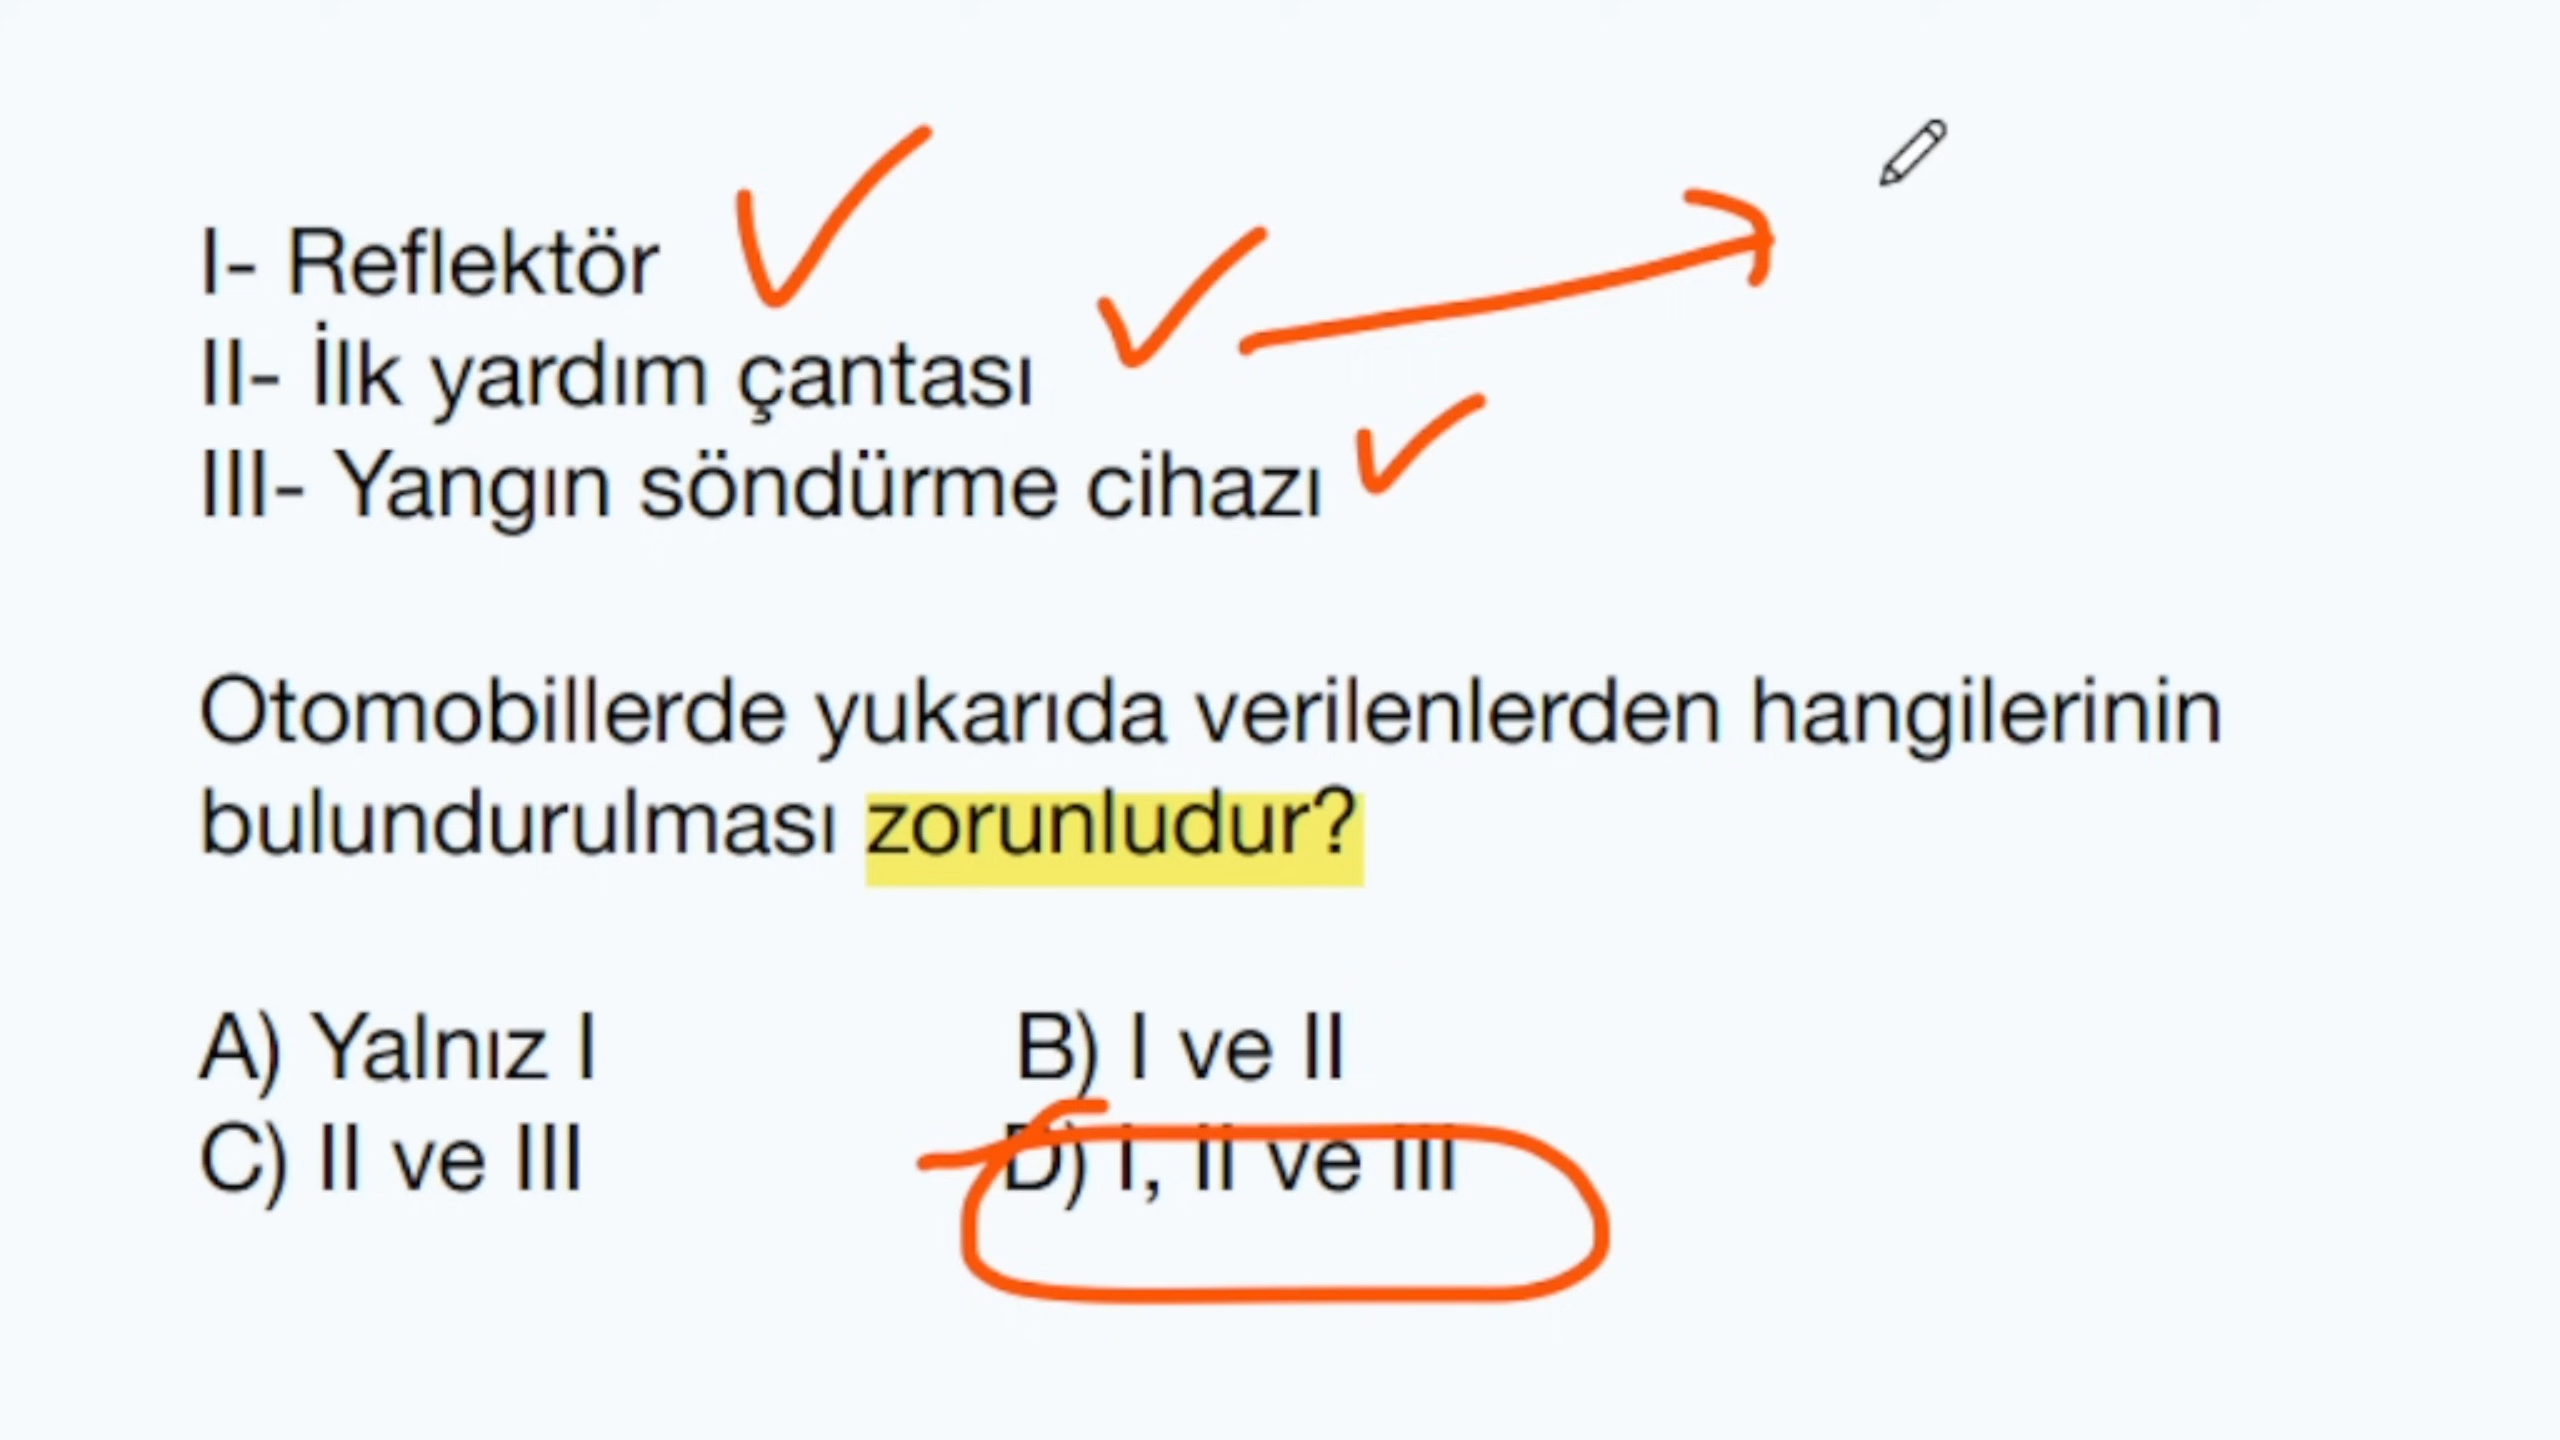 I- Reflektör
II- İlk yardım çantası
III- Yangın söndürme cihazı
Otomobillerde yukarıda verilenlerden hangilerinin
bulundurulması zorunludur?
A) Yalnız I B) I ve II
C) II ve III D) I, II ve III